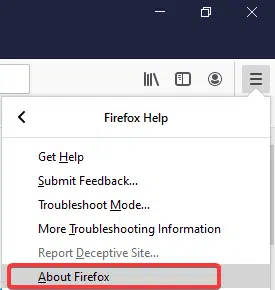 Firefox Help
Get Help
Submit Feedback...
Troubleshoot Mode...
More Troubleshooting Information
Report Deceptive Site...
About Firefox